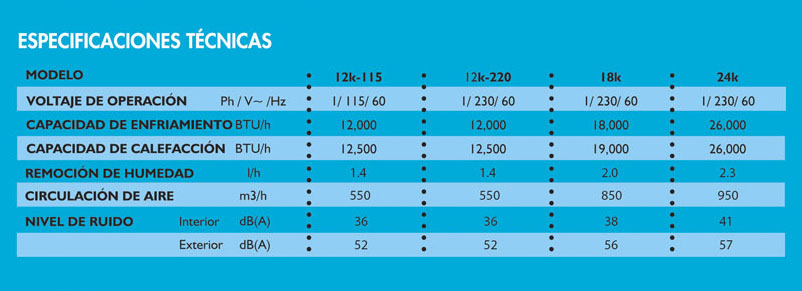 ESPECIFICACIONES TÉCNICAS
MODELO 12k-115 12k-220 18k 24k
VOLTAJE DE OPERACIÓN Ph / V~ /Hz 1/ 115/ 60 1/ 230/ 60 1/ 230/ 60 1/ 230/ 60
CAPACIDAD DE ENFRIAMIENTO BTU/h 12,000 12,000 18,000 26,000
CAPACIDAD DE CALEFACCIÓN BTU/h 12,500 12,500 19,000 26,000
REMOCIÓN DE HUMEDAD l/h 1.4 1.4 2.0 2.3
CIRCULACIÓN DE AIRE m3/h 550 550 850 950
NIVEL DE RUIDO Interior dB(A) 36 36 38 41
Exterior dB(A) 52 52 56 57